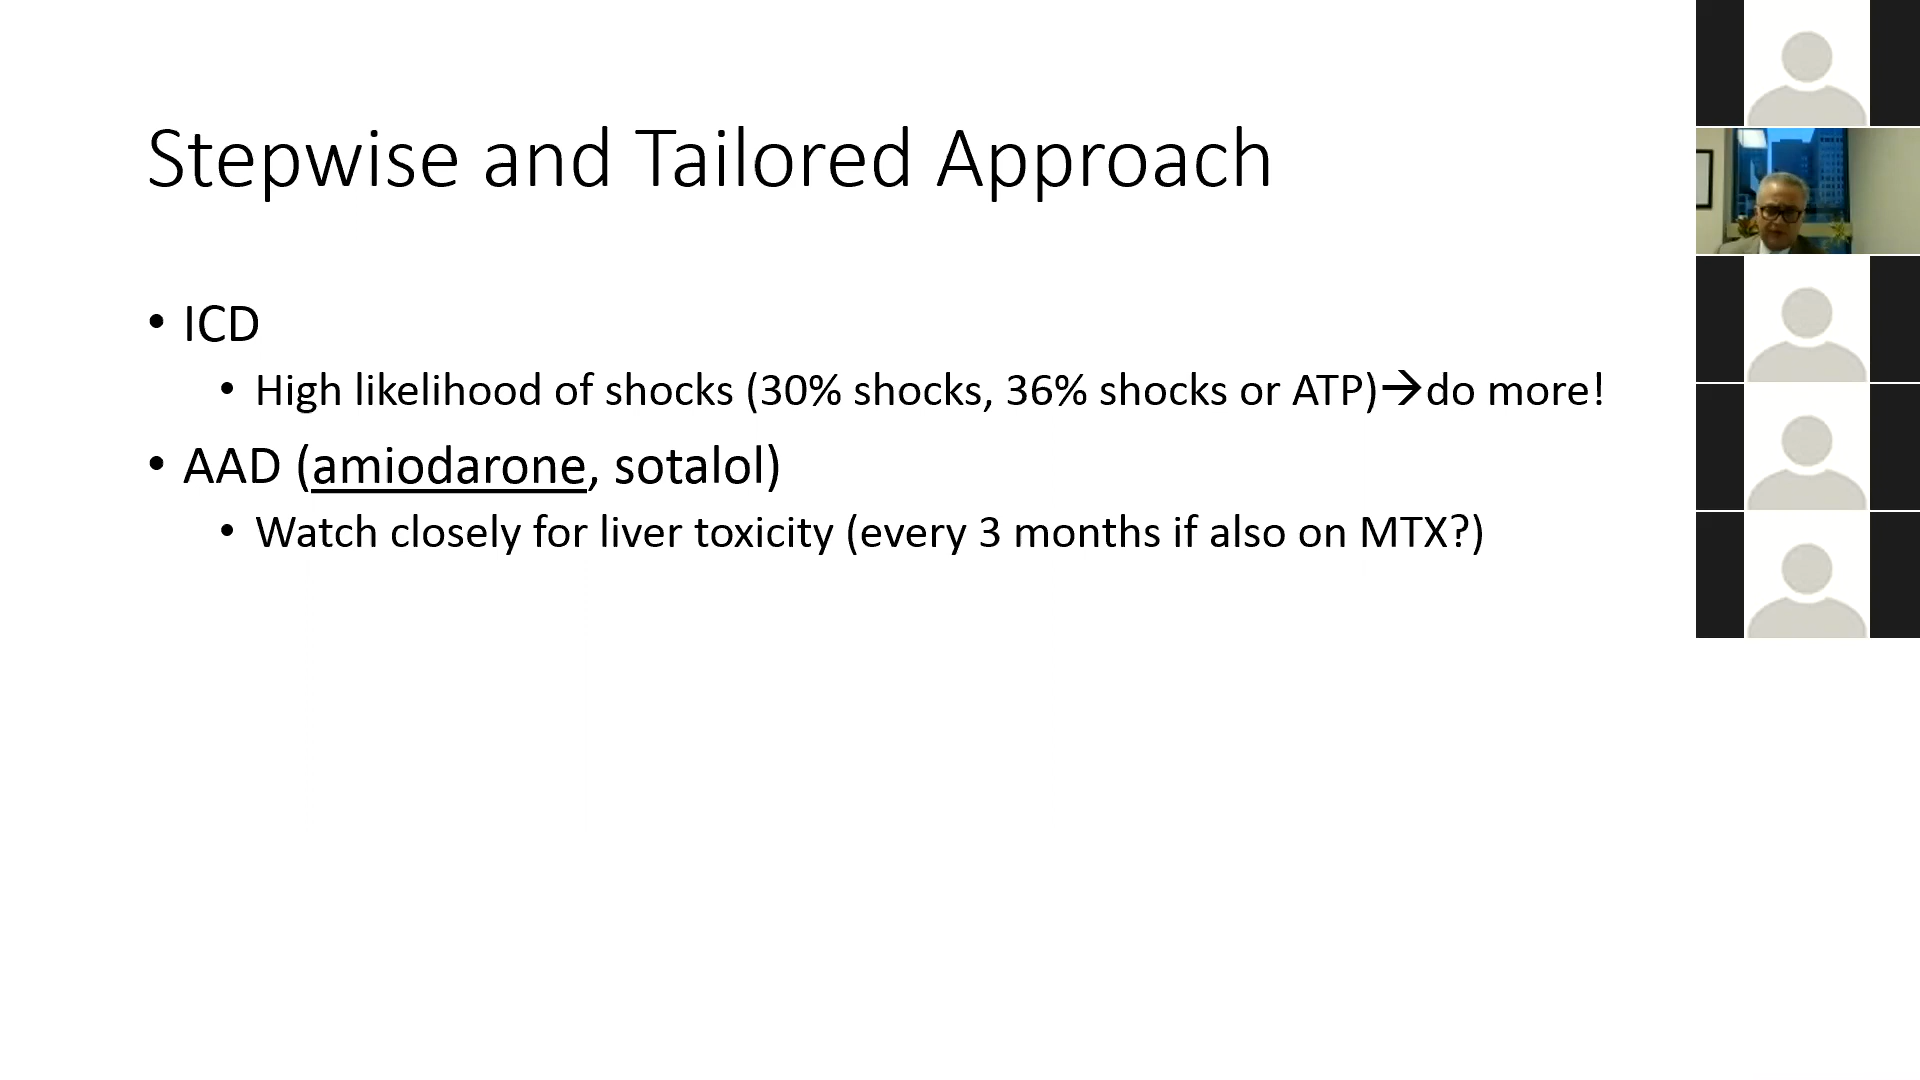 Stepwise and Tailored Approach
• ICD
• High likelihood of shocks (30% shocks, 36% shocks or ATP)→do more!
• AAD (amiodarone, sotalol)
• Watch closely for liver toxicity (every 3 months if also on MTX?)